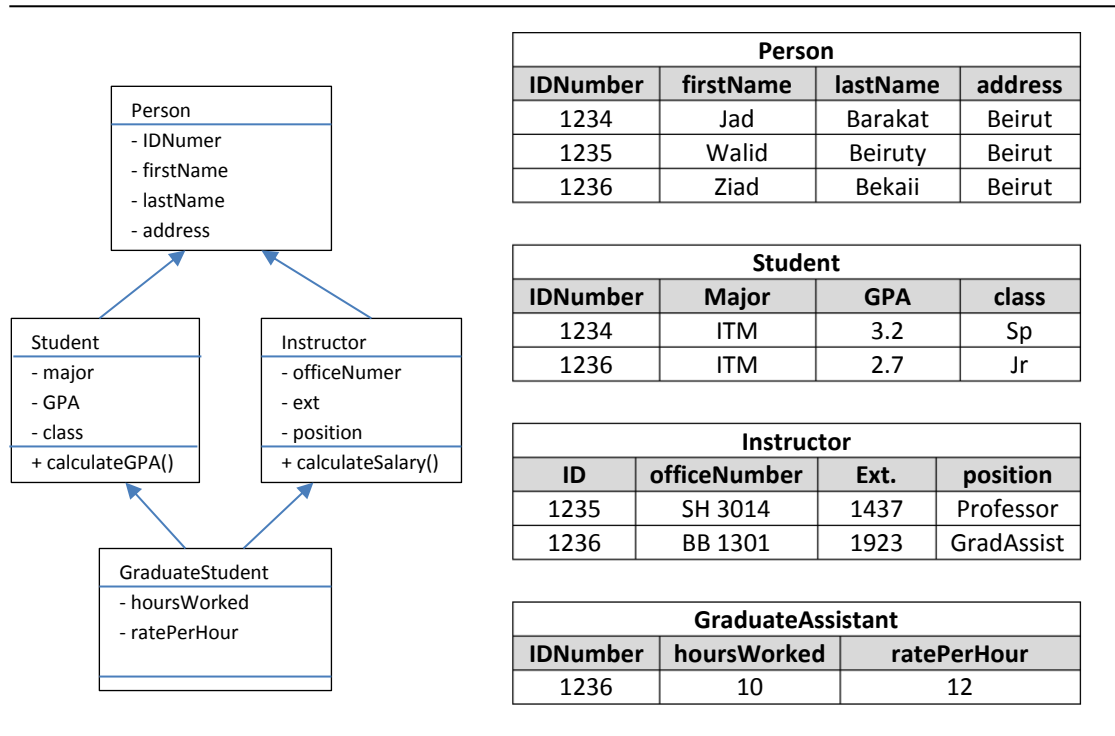 Person
- IDNumer
- firstName
- lastName
- address
Student
- major
- GPA
- class
+ calculateGPA()
Instructor
- officeNumer
- ext
- position
+ calculateSalary()
GraduateStudent
- hoursWorked
- ratePerHour
Person
IDNumber firstName lastName address
1234 Jad Barakat Beirut
1235 Walid Beiruty Beirut
1236 Ziad Bekaii Beirut
Student
IDNumber Major GPA class
1234 ITM 3.2 Sp
1236 ITM 2.7 Jr
Instructor
ID officeNumber Ext. position
1235 SH 3014 1437 Professor
1236 BB 1301 1923 GradAssist
GraduateAssistant
IDNumber hoursWorked ratePerHour
1236 10 12